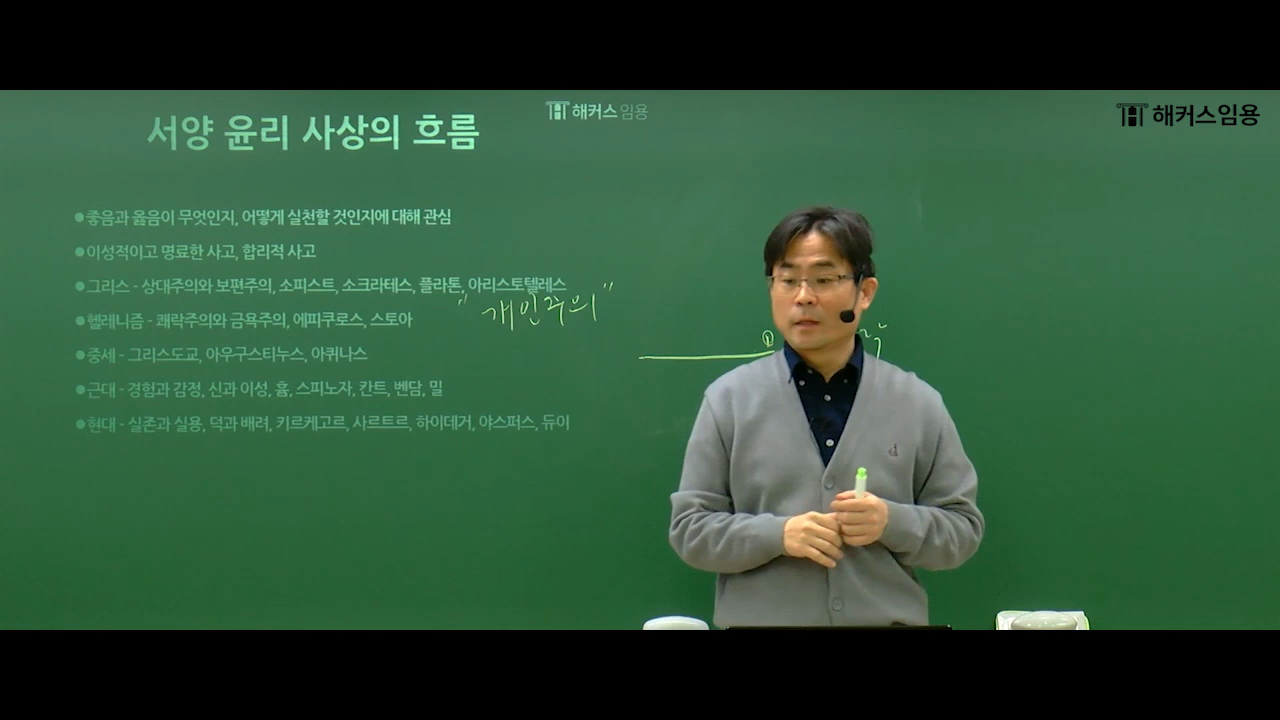 서양 윤리 사상의 흐름
해커스 임용
해커스임용
●좋음과 옳음이 무엇인지, 어떻게 실천할 것인지에 대해 관심
●이성적이고 명료한 사고, 합리적 사고
●그리스 - 상대주의와 보편주의, 소피스트, 소크라테스, 플라톤, 아리스토텔레스
"개인주의"
●헬레니즘 - 쾌락주의와 금욕주의, 에피쿠로스, 스토아
●중세 - 그리스도교, 아우구스티누스, 아퀴나스
●근대 - 경험과 감정, 신과 이성, 흄, 스피노자, 칸트, 벤담, 밀
●현대 - 실존과 실용, 덕과 배려, 키르케고르, 사르트르, 하이데거, 야스퍼스, 듀이